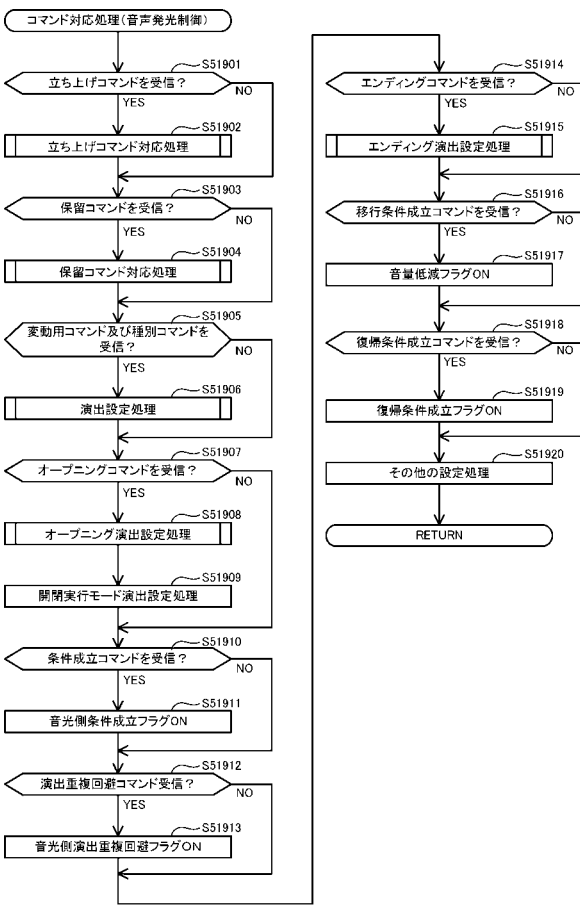 コマンド対応処理(音声発光制御)
S51901
立ち上げコマンドを受信？
NO
YES
S51902
立ち上げコマンド対応処理
S51903
保留コマンドを受信？
NO
YES
S51904
保留コマンド対応処理
S51905
変動用コマンド及び種別コマンドを
受信？
NO
YES
S51906
演出設定処理
S51907
オープニングコマンドを受信？
NO
YES
S51908
オープニング演出設定処理
S51909
開閉実行モード演出設定処理
S51910
条件成立コマンドを受信？
NO
YES
S51911
音光側条件成立フラグON
S51912
演出重複回避コマンド受信？
NO
YES
S51913
音光側演出重複回避フラグON
S51914
エンディングコマンドを受信？
NO
YES
S51915
エンディング演出設定処理
S51916
移行条件成立コマンドを受信？
NO
YES
S51917
音量低減フラグON
S51918
復帰条件成立コマンドを受信？
NO
YES
S51919
復帰条件成立フラグON
S51920
その他の設定処理
RETURN